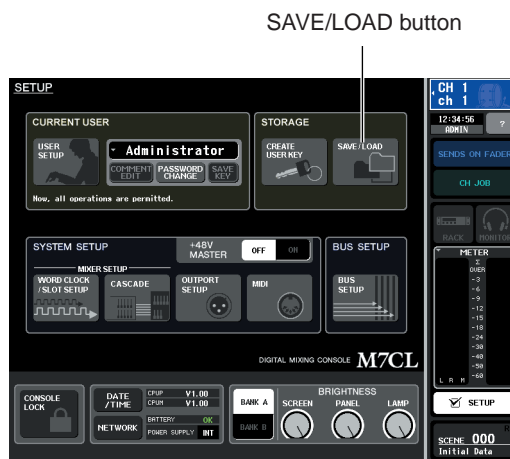 SAVE/LOAD button
SETUP
CURRENT USER
USER
SETUP
Administrator
COMMENT
EDIT
PASSWORD
CHANGE
SAVE
KEY
Now, all operations are permitted.
STORAGE
CREATE
USER KEY
SAVE/LOAD
SYSTEM SETUP
+48V
MASTER
OFF
ON
MIXER SETUP
WORD CLOCK
/SLOT SETUP
CASCADE
OUTPORT
SETUP
MIDI
BUS SETUP
BUS
SETUP
DIGITAL MIXING CONSOLE M7CL
CONSOLE
LOCK
DATE
/TIME
CPUP V1.00
CPUM V1.00
NETWORK
BATTERY OK
POWER SUPPLY INT
BANK A
BANK B
BRIGHTNESS
SCREEN
PANEL
LAMP
CH 1
ch 1
12:34:56
ADMIN
?
SENDS ON FADER
CH JOB
RACK
MONITOR
METER
Σ
OVER
-3
-6
-9
-12
-15
-18
-24
-30
-40
-50
-60
L R M
SETUP
R
SCENE 000
Initial Data